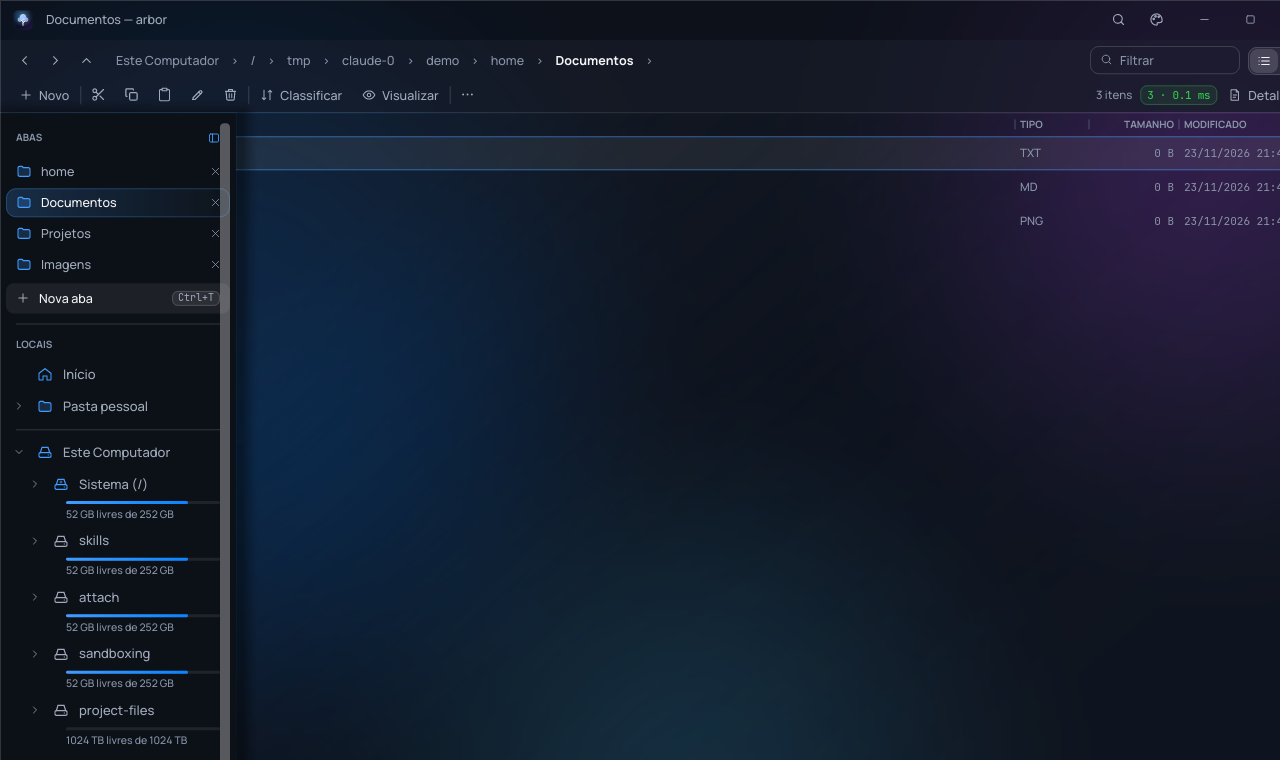 Documentos — arbor
Este Computador › / › tmp › claude-0 › demo › home › Documentos ›
Filtrar
Novo
Classificar
Visualizar
3 itens
3 · 0.1 ms
Detal
ABAS
TIPO
TAMANHO
MODIFICADO
home
TXT 0 B 23/11/2026 21:4
Documentos
MD 0 B 23/11/2026 21:4
Projetos
PNG 0 B 23/11/2026 21:4
Imagens
Nova aba Ctrl+T
LOCAIS
Início
Pasta pessoal
Este Computador
Sistema (/)
52 GB livres de 252 GB
skills
52 GB livres de 252 GB
attach
52 GB livres de 252 GB
sandboxing
52 GB livres de 252 GB
project-files
1024 TB livres de 1024 TB